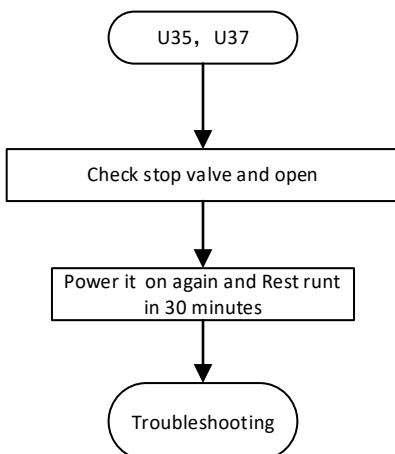 U35，U37
Check stop valve and open
Power it on again and Rest runt
in 30 minutes
Troubleshooting